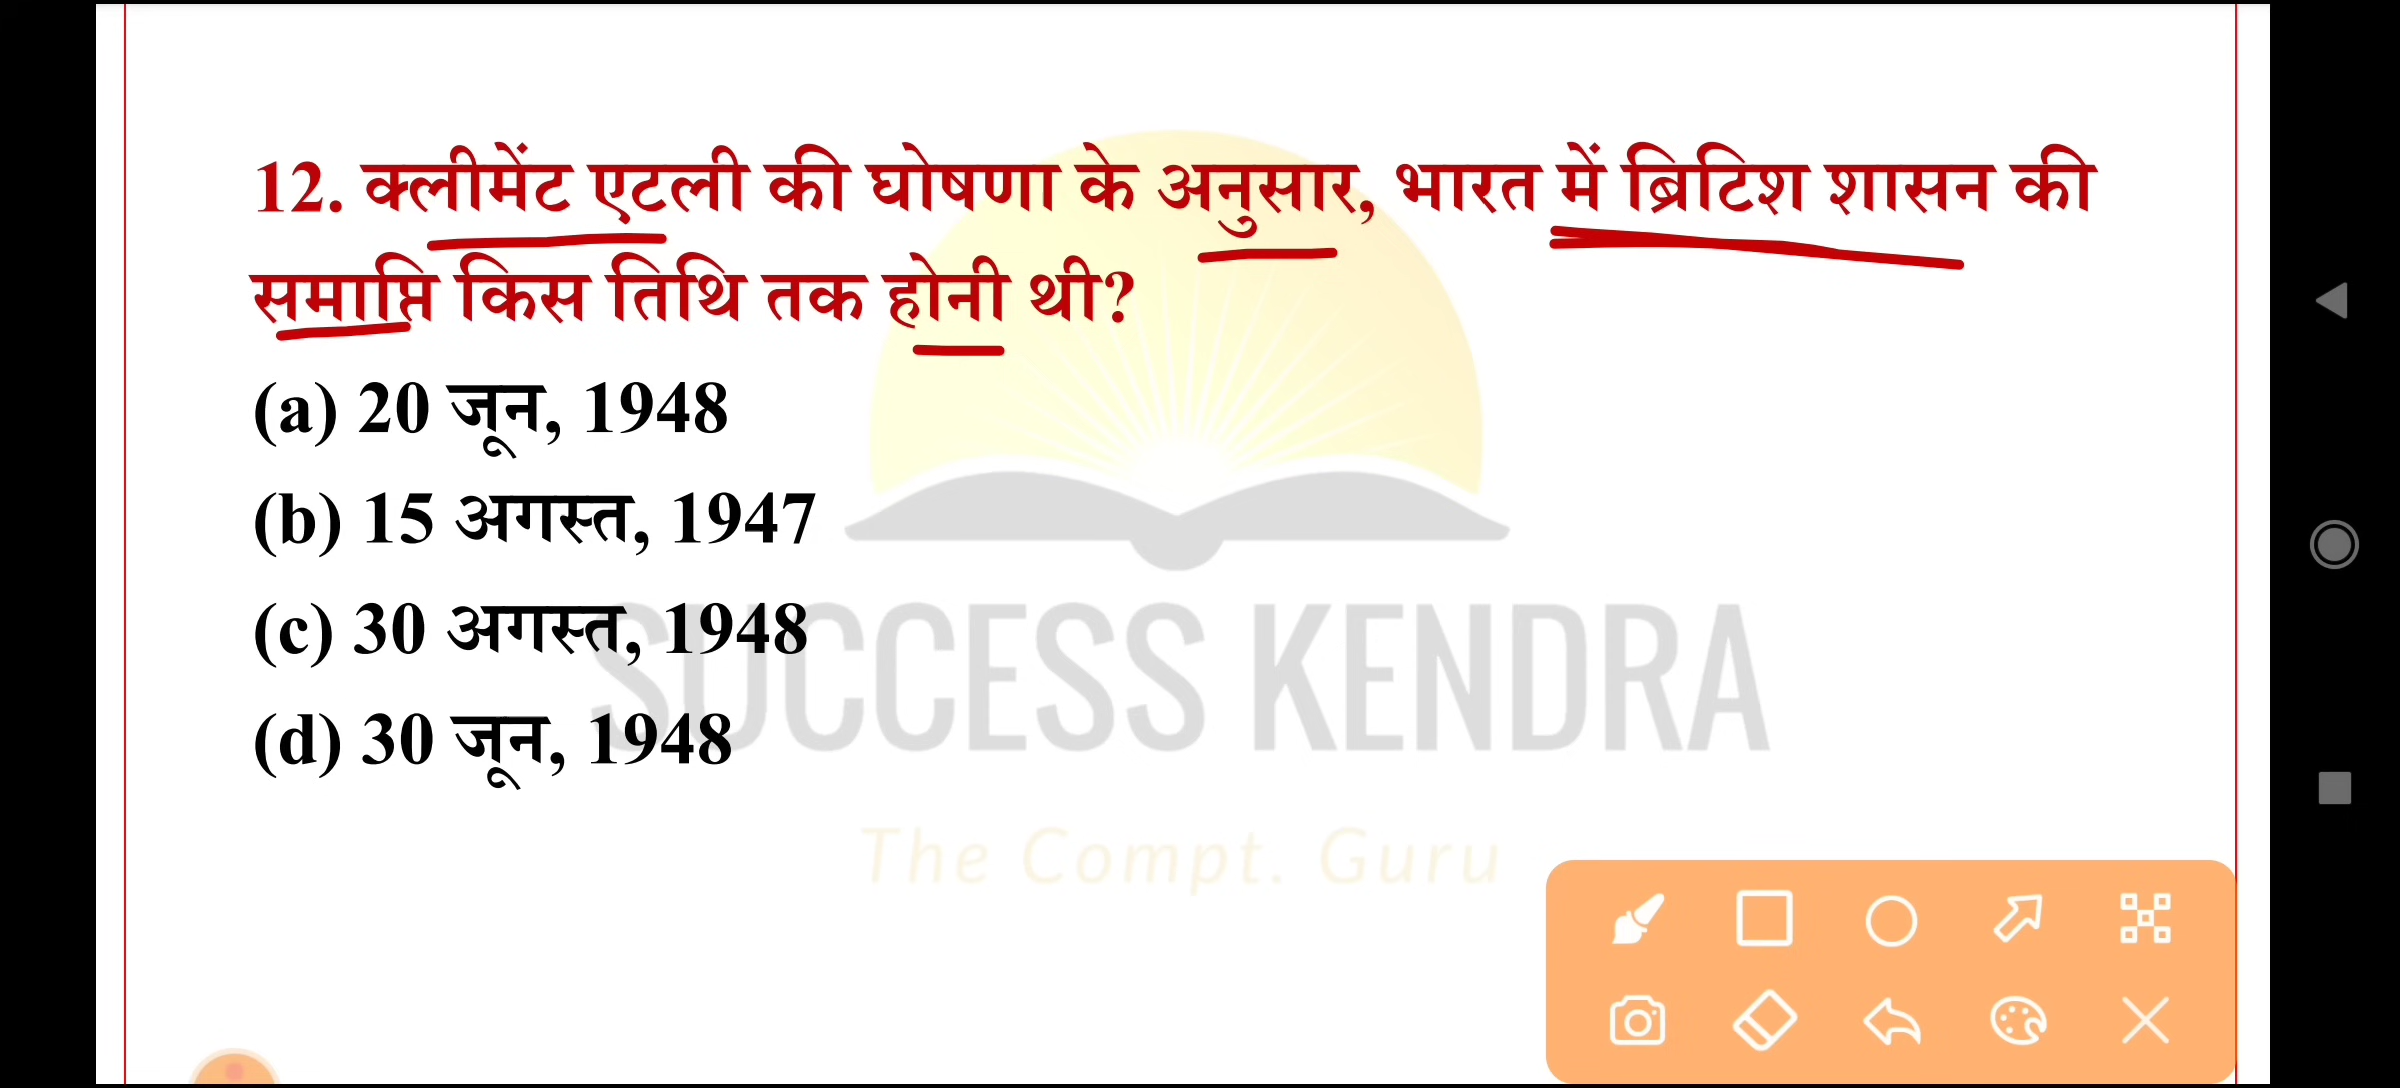 12. क्लीमेंट एटली की घोषणा के अनुसार, भारत में ब्रिटिश शासन की
समाप्ति किस तिथि तक होनी थी?
(a) 20 जून, 1948
(b) 15 अगस्त, 1947
(c) 30 अगस्त, 1948
(d) 30 जून, 1948
SUCCESS KENDRA
The Compt. Guru